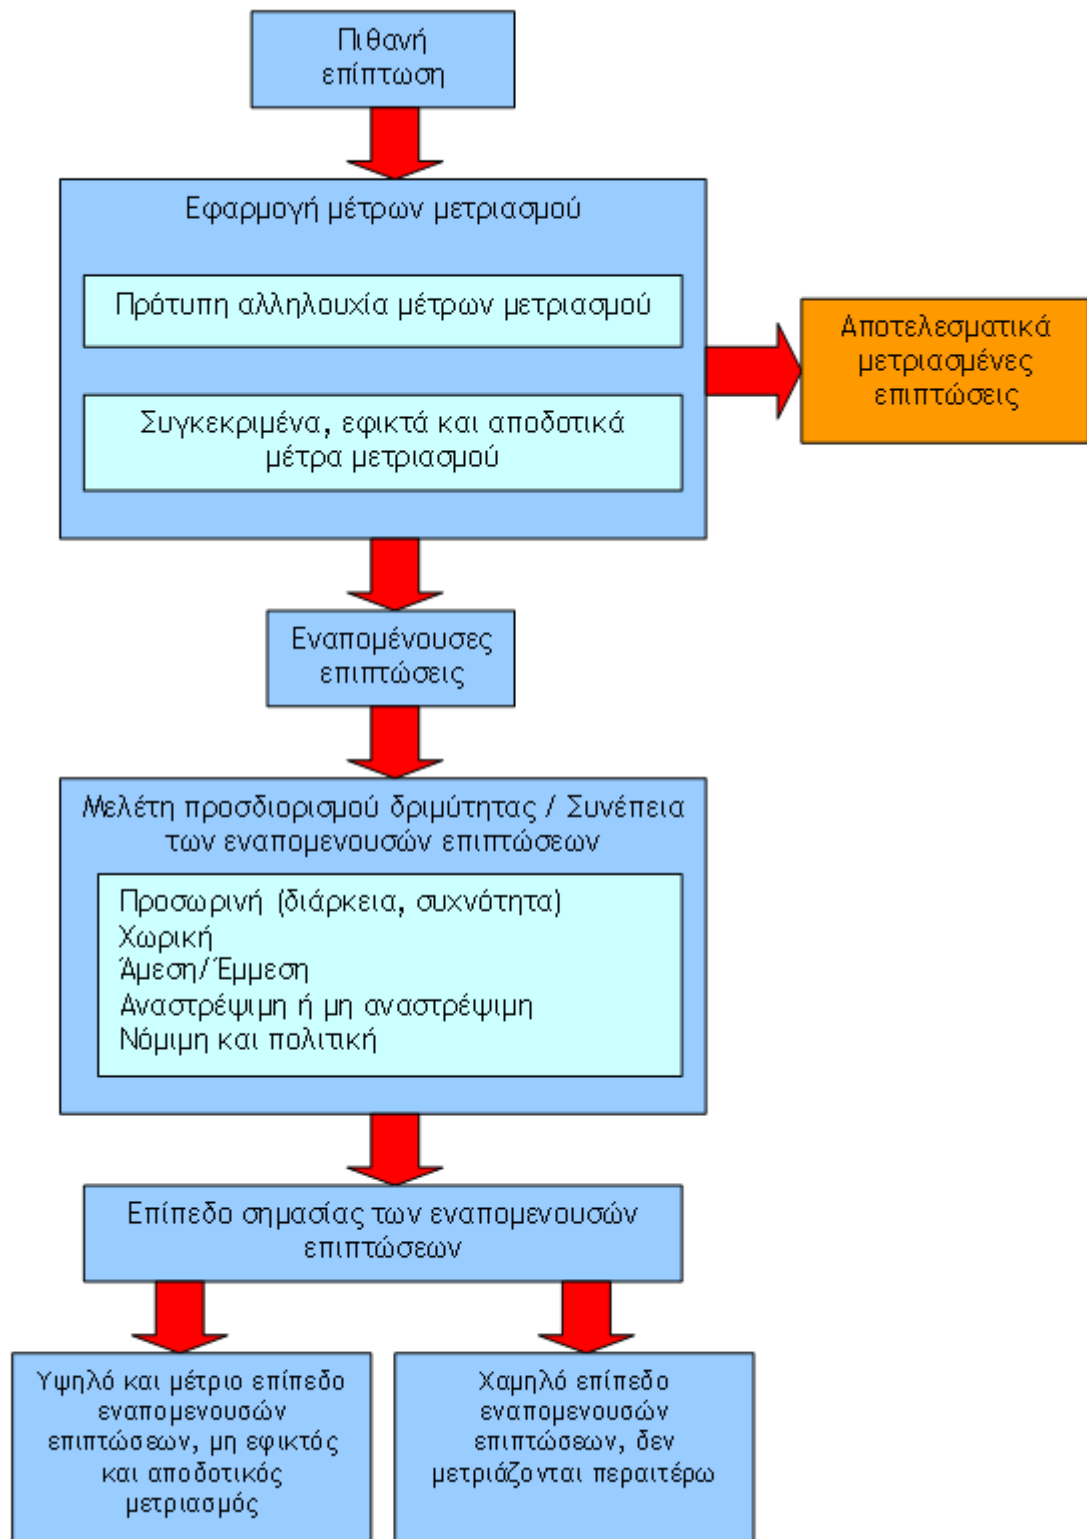 Πιθανή
επίπτωση
Εφαρμογή μέτρων μετριασμού
Πρότυπη αλληλουχία μέτρων μετριασμού
Συγκεκριμένα, εφικτά και αποδοτικά
μέτρα μετριασμού
Αποτελεσματικά
μετριασμένες
επιπτώσεις
Εναπομένουσες
επιπτώσεις
Μελέτη προσδιορισμού δριμύτητας / Συνέπεια
των εναπομενουσών επιπτώσεων
Προσωρινή (διάρκεια, συχνότητα)
Χωρική
Άμεση/Έμμεση
Αναστρέψιμη ή μη αναστρέψιμη
Νόμιμη και πολιτική
Επίπεδο σημασίας των εναπομενουσών
επιπτώσεων
Υψηλό και μέτριο επίπεδο
εναπομενουσών
επιπτώσεων, μη εφικτός
και αποδοτικός
μετριασμός
Χαμηλό επίπεδο
εναπομενουσών
επιπτώσεων, δεν
μετριάζονται περαιτέρω